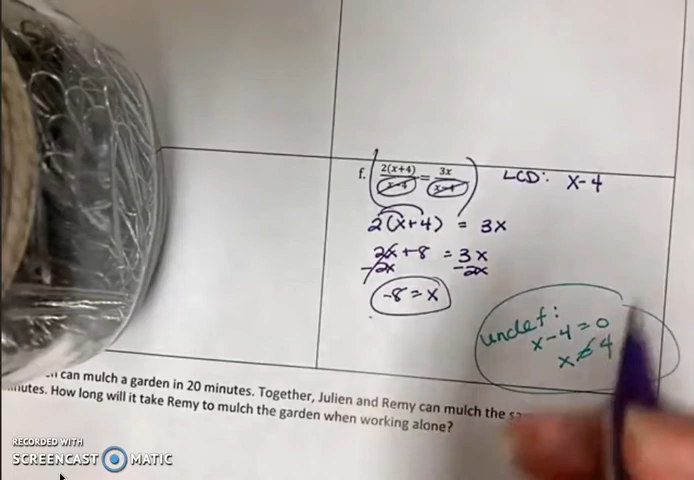 f. 2(x+4)/x-4 = 3x/x-4 LCD: x-4
2(x+4) = 3x
2x + 8 = 3x
-2x -2x
-8 = x
undef:
x-4=0
x≠4
can mulch a garden in 20 minutes. Together, Julien and Remy can mulch the
nutes. How long will it take Remy to mulch the garden when working alone?
RECORDED WITH
SCREENCAST MATIC